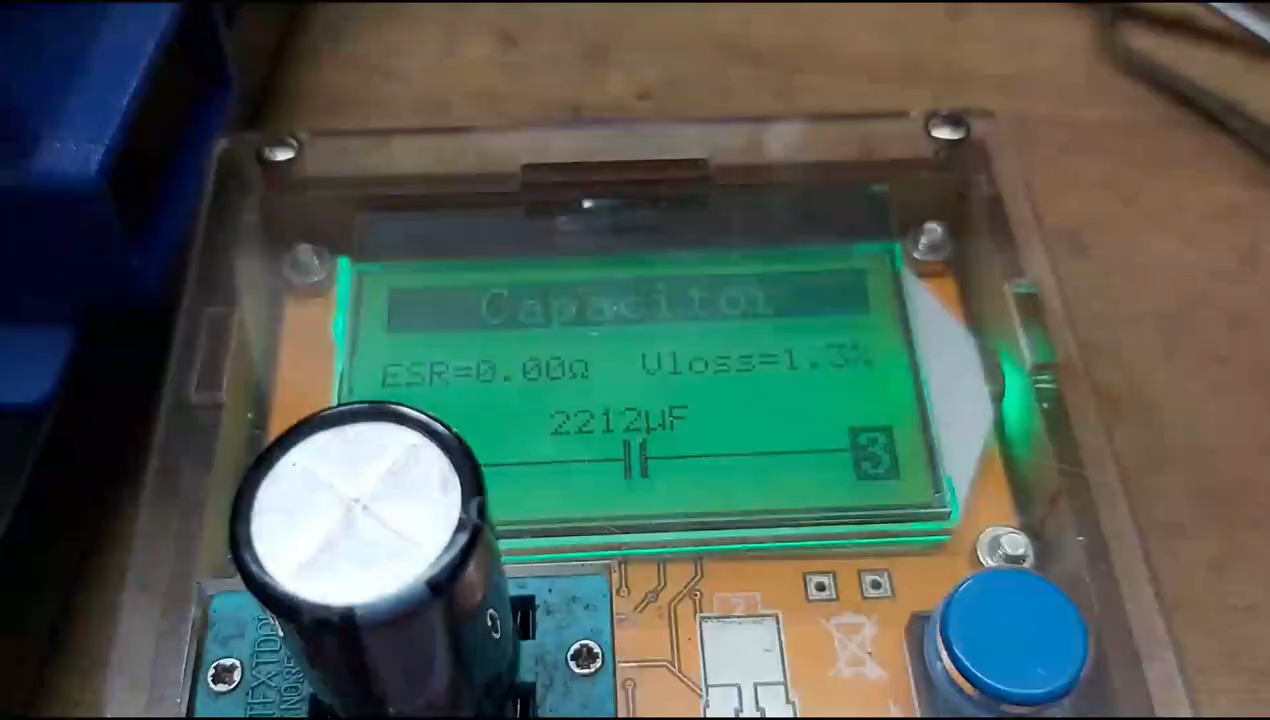 Capacitor
ESR=0.00Ω Vloss=1.3%
2212µF
3